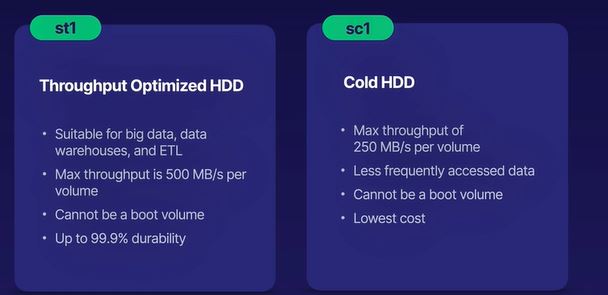 st1
Throughput Optimized HDD
• Suitable for big data, data
warehouses, and ETL
• Max throughput is 500 MB/s per
volume
• Cannot be a boot volume
• Up to 99.9% durability
sc1
Cold HDD
• Max throughput of
250 MB/s per volume
• Less frequently accessed data
• Cannot be a boot volume
• Lowest cost